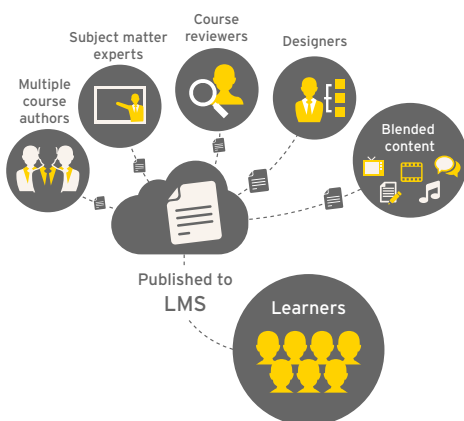 Course
reviewers
Subject matter
experts
Designers
Multiple
course
authors
Blended
content
Published to
LMS
Learners